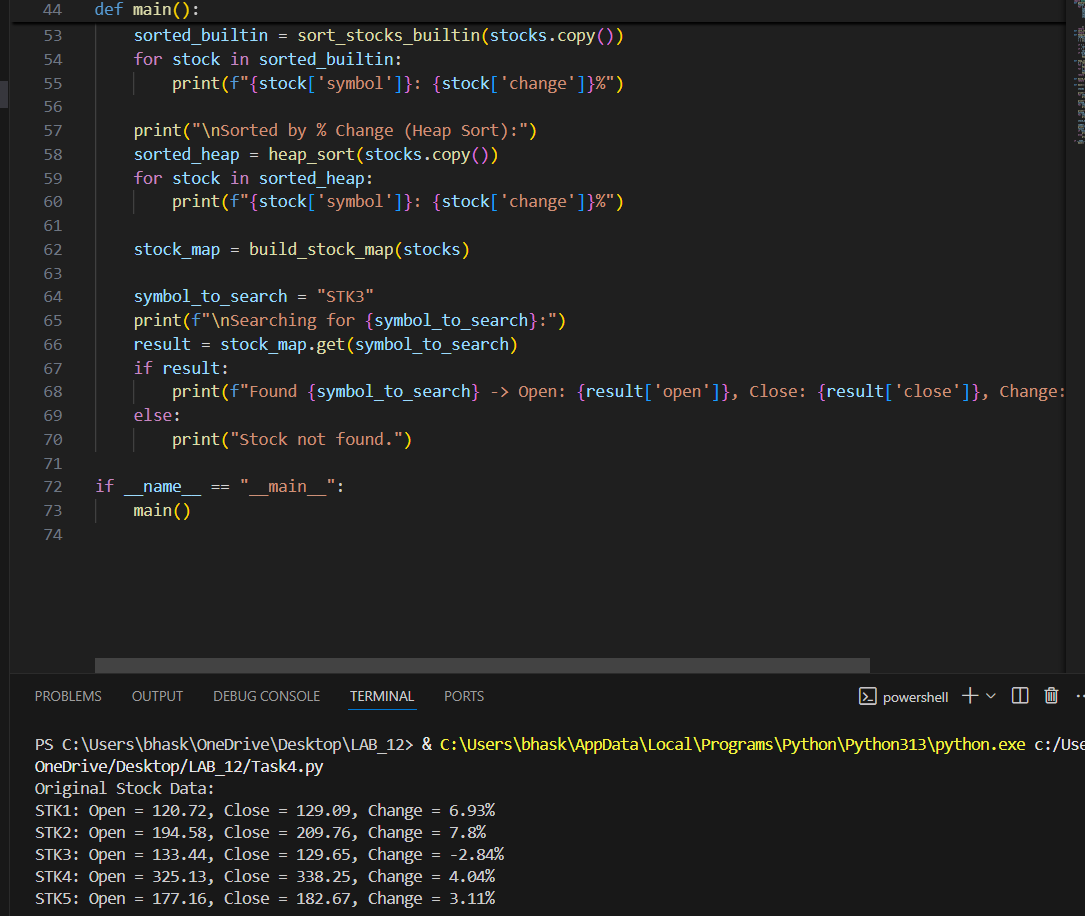 44 def main():
53 sorted_builtin = sort_stocks_builtin(stocks.copy())
54 for stock in sorted_builtin:
55 print(f"{stock['symbol']}: {stock['change']}%")
56
57 print("\nSorted by % Change (Heap Sort):")
58 sorted_heap = heap_sort(stocks.copy())
59 for stock in sorted_heap:
60 print(f"{stock['symbol']}: {stock['change']}%")
61
62 stock_map = build_stock_map(stocks)
63
64 symbol_to_search = "STK3"
65 print(f"\nSearching for {symbol_to_search}:")
66 result = stock_map.get(symbol_to_search)
67 if result:
68 print(f"Found {symbol_to_search} -> Open: {result['open']}, Close: {result['close']}, Change:
69 else:
70 print("Stock not found.")
71
72 if __name__ == "__main__":
73 main()
74
PROBLEMS OUTPUT DEBUG CONSOLE TERMINAL PORTS powershell
PS C:\Users\bhask\OneDrive\Desktop\LAB_12> & C:\Users\bhask\AppData\Local\Programs\Python\Python313\python.exe c:/Use
OneDrive/Desktop/LAB_12/Task4.py
Original Stock Data:
STK1: Open = 120.72, Close = 129.09, Change = 6.93%
STK2: Open = 194.58, Close = 209.76, Change = 7.8%
STK3: Open = 133.44, Close = 129.65, Change = -2.84%
STK4: Open = 325.13, Close = 338.25, Change = 4.04%
STK5: Open = 177.16, Close = 182.67, Change = 3.11%